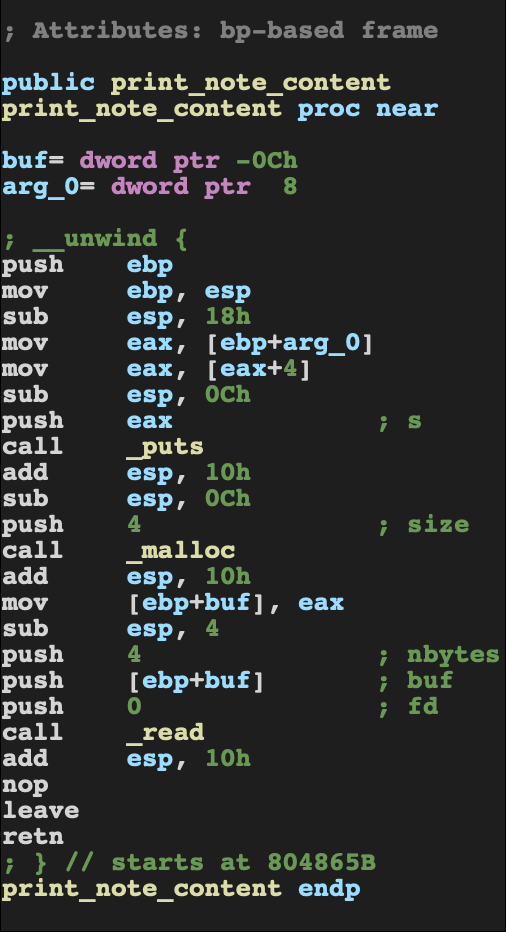 ; Attributes: bp-based frame

public print_note_content
print_note_content proc near

buf= dword ptr -0Ch
arg_0= dword ptr  8

; __unwind {
push    ebp
mov     ebp, esp
sub     esp, 18h
mov     eax, [ebp+arg_0]
mov     eax, [eax+4]
sub     esp, 0Ch
push    eax             ; s
call    _puts
add     esp, 10h
sub     esp, 0Ch
push    4               ; size
call    _malloc
add     esp, 10h
mov     [ebp+buf], eax
sub     esp, 4
push    4               ; nbytes
push    [ebp+buf]       ; buf
push    0               ; fd
call    _read
add     esp, 10h
nop
leave
retn
; } // starts at 804865B
print_note_content endp